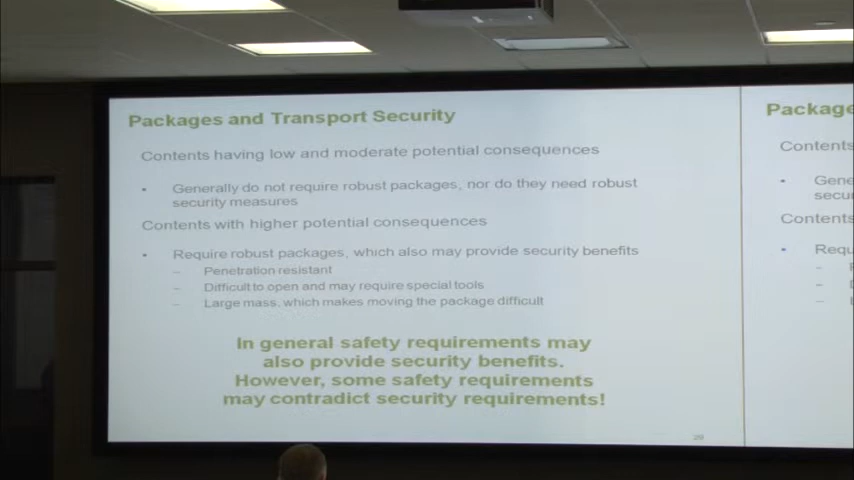 Packages and Transport Security
Contents having low and moderate potential consequences
• Generally do not require robust packages, nor do they need robust
security measures
Contents with higher potential consequences
• Require robust packages, which also may provide security benefits
– Penetration resistant
– Difficult to open and may require special tools
– Large mass, which makes moving the package difficult
In general safety requirements may
also provide security benefits.
However, some safety requirements
may contradict security requirements!
Package
Contents
• Gene
secur
Contents
• Requ